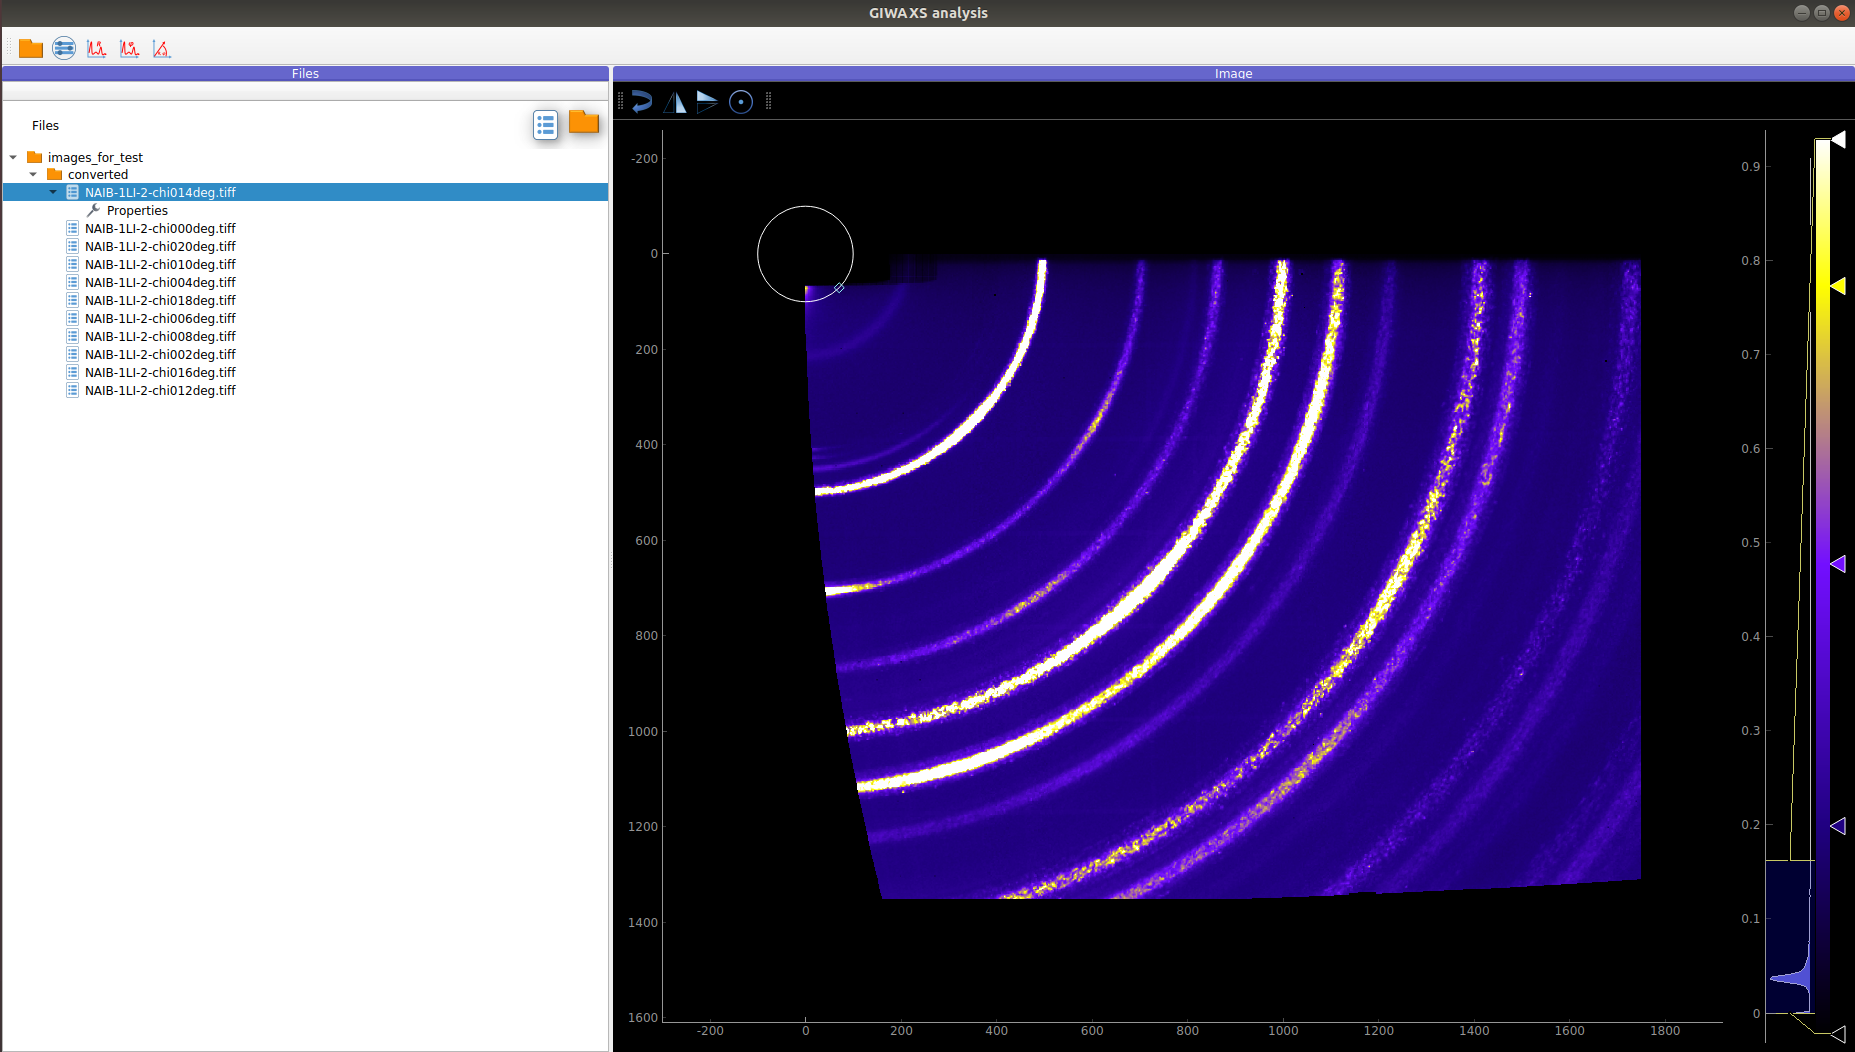 GIWAXS analysis
Files
Image
Files
images_for_test
converted
NAIB-1LI-2-chi014deg.tiff
Properties
NAIB-1LI-2-chi000deg.tiff
NAIB-1LI-2-chi020deg.tiff
NAIB-1LI-2-chi010deg.tiff
NAIB-1LI-2-chi004deg.tiff
NAIB-1LI-2-chi018deg.tiff
NAIB-1LI-2-chi006deg.tiff
NAIB-1LI-2-chi008deg.tiff
NAIB-1LI-2-chi002deg.tiff
NAIB-1LI-2-chi016deg.tiff
NAIB-1LI-2-chi012deg.tiff
-200
0
200
400
600
800
1000
1200
1400
1600
-200 0 200 400 600 800 1000 1200 1400 1600 1800
0.9
0.8
0.7
0.6
0.5
0.4
0.3
0.2
0.1
0